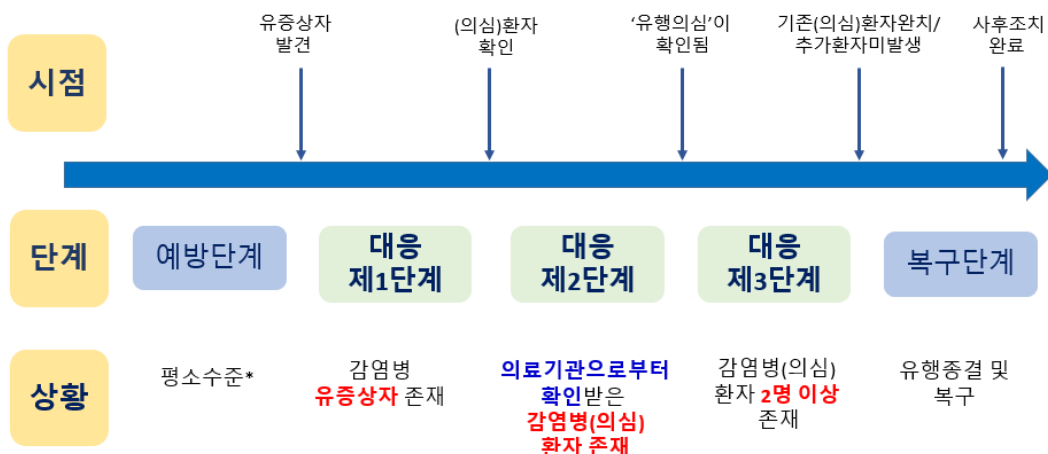 시점
유증상자
발견
(의심)환자
확인
‘유행의심’이
확인됨
기존(의심)환자완치/
추가환자미발생
사후조치
완료
단계
예방단계
대응
제1단계
대응
제2단계
대응
제3단계
복구단계
상황
평소수준*
감염병
유증상자 존재
의료기관으로부터
확인받은
감염병(의심)
환자 존재
감염병(의심)
환자 2명 이상
존재
유행종결 및
복구